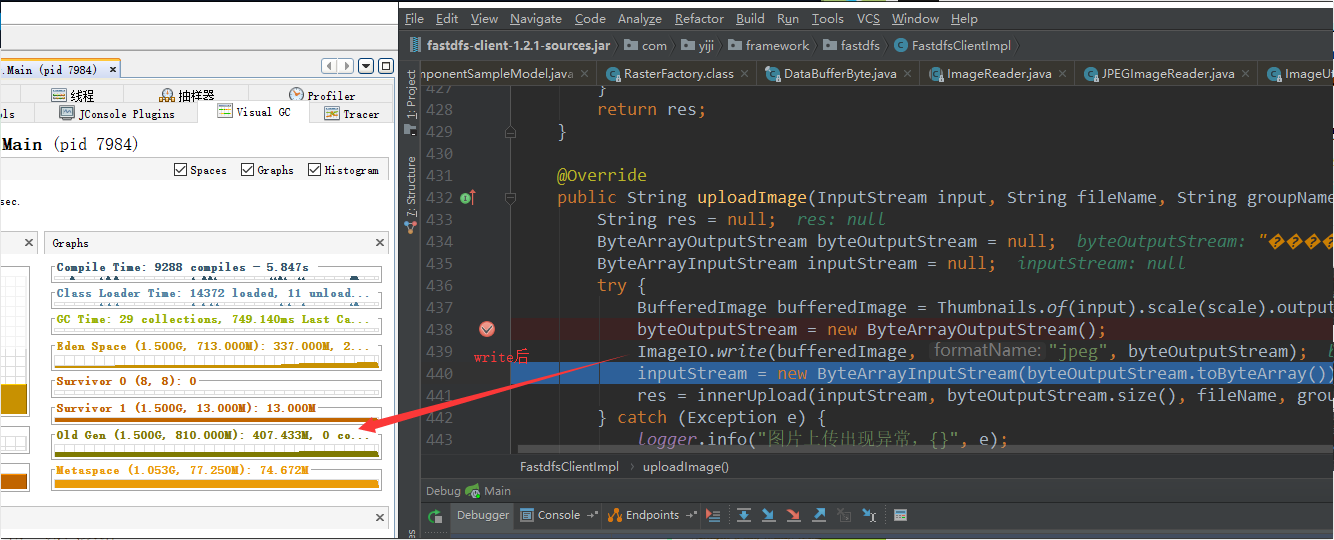 .Main (pid 7984) ×
线程
抽样器
Profiler
ols
JConsole Plugins
Visual GC
Tracer
Main (pid 7984)
Spaces
Graphs
Histogram
sec.
Graphs
Compile Time: 9288 compiles - 5.847s
Class Loader Time: 14372 loaded, 11 unload...
GC Time: 29 collections, 749.140ms Last Ca...
Eden Space (1.500G, 713.000M): 337.000M, 2...
Survivor 0 (8, 8): 0
Survivor 1 (1.500G, 13.000M): 13.000M
Old Gen (1.500G, 810.000M): 407.433M, 0 co...
Metaspace (1.053G, 77.250M): 74.672M
File Edit View Navigate Code Analyze Refactor Build Run Tools VCS Window Help
fastdfs-client-1.2.1-sources.jar com yiji framework fastdfs FastdfsClientImpl
mponentSampleModel.java RasterFactory.class DataBufferByte.java ImageReader.java JPEGImageReader.java ImageUt
1: Project
7: Structure
427 }
428 return res;
429 }
430
431 @Override
432 public String uploadImage(InputStream input, String fileName, String groupName
433 String res = null; res: null
434 ByteArrayOutputStream byteOutputStream = null; byteOutputStream: "����
435 ByteArrayInputStream inputStream = null; inputStream: null
436 try {
437 BufferedImage bufferedImage = Thumbnails.of(input).scale(scale).output
438 byteOutputStream = new ByteArrayOutputStream();
write后
439 ImageIO.write(bufferedImage, formatName: "jpeg", byteOutputStream);
440 inputStream = new ByteArrayInputStream(byteOutputStream.toByteArray())
441 res = innerUpload(inputStream, byteOutputStream.size(), fileName, grou
442 } catch (Exception e) {
443 logger.info("图片上传出现异常，{}", e);
FastdfsClientImpl › uploadImage()
Debug Main
Debugger Console Endpoints